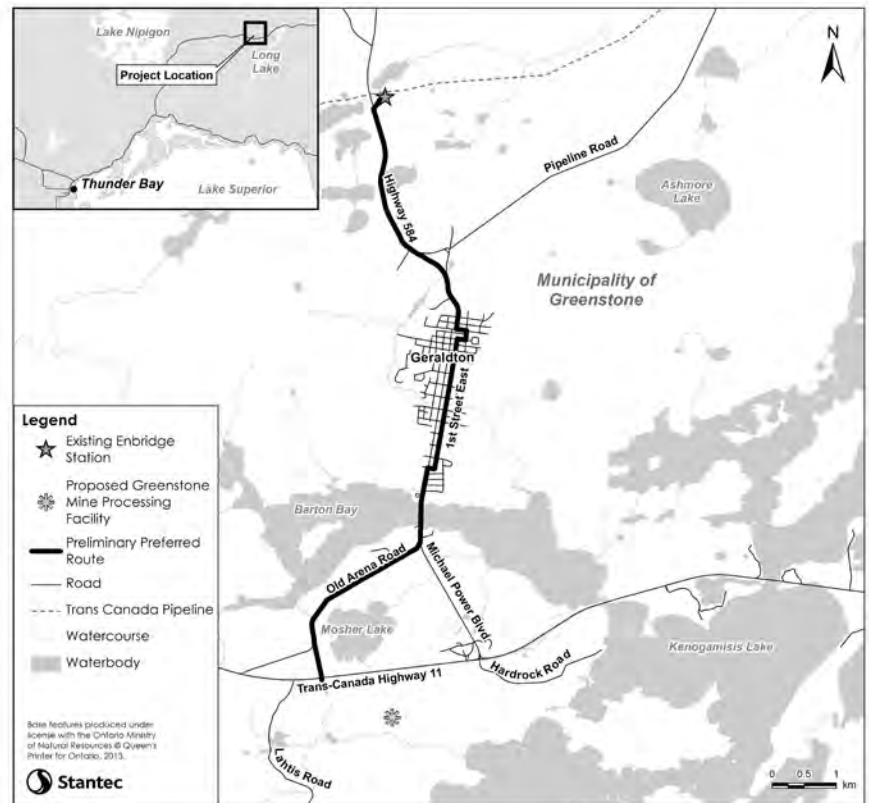 Lake Nipigon
Long
Lake
Project Location
Thunder Bay
Lake Superior
N
Pipeline Road
Ashmore
Lake
Highway 584
Municipality of
Greenstone
Geraldton
1st Street East
Barton Bay
Old Arena Road
Michael Power Blvd
Mosher Lake
Kenogamisis Lake
Hardrock Road
Trans-Canada Highway 11
Lahtis Road
Legend
Existing Enbridge
Station
Proposed Greenstone
Mine Processing
Facility
Preliminary Preferred
Route
Road
Trans Canada Pipeline
Watercourse
Waterbody
Base features produced under
license with the Ontario Ministry
of Natural Resources © Queen's
Printer for Ontario, 2013.
Stantec
0 0.5 1
km